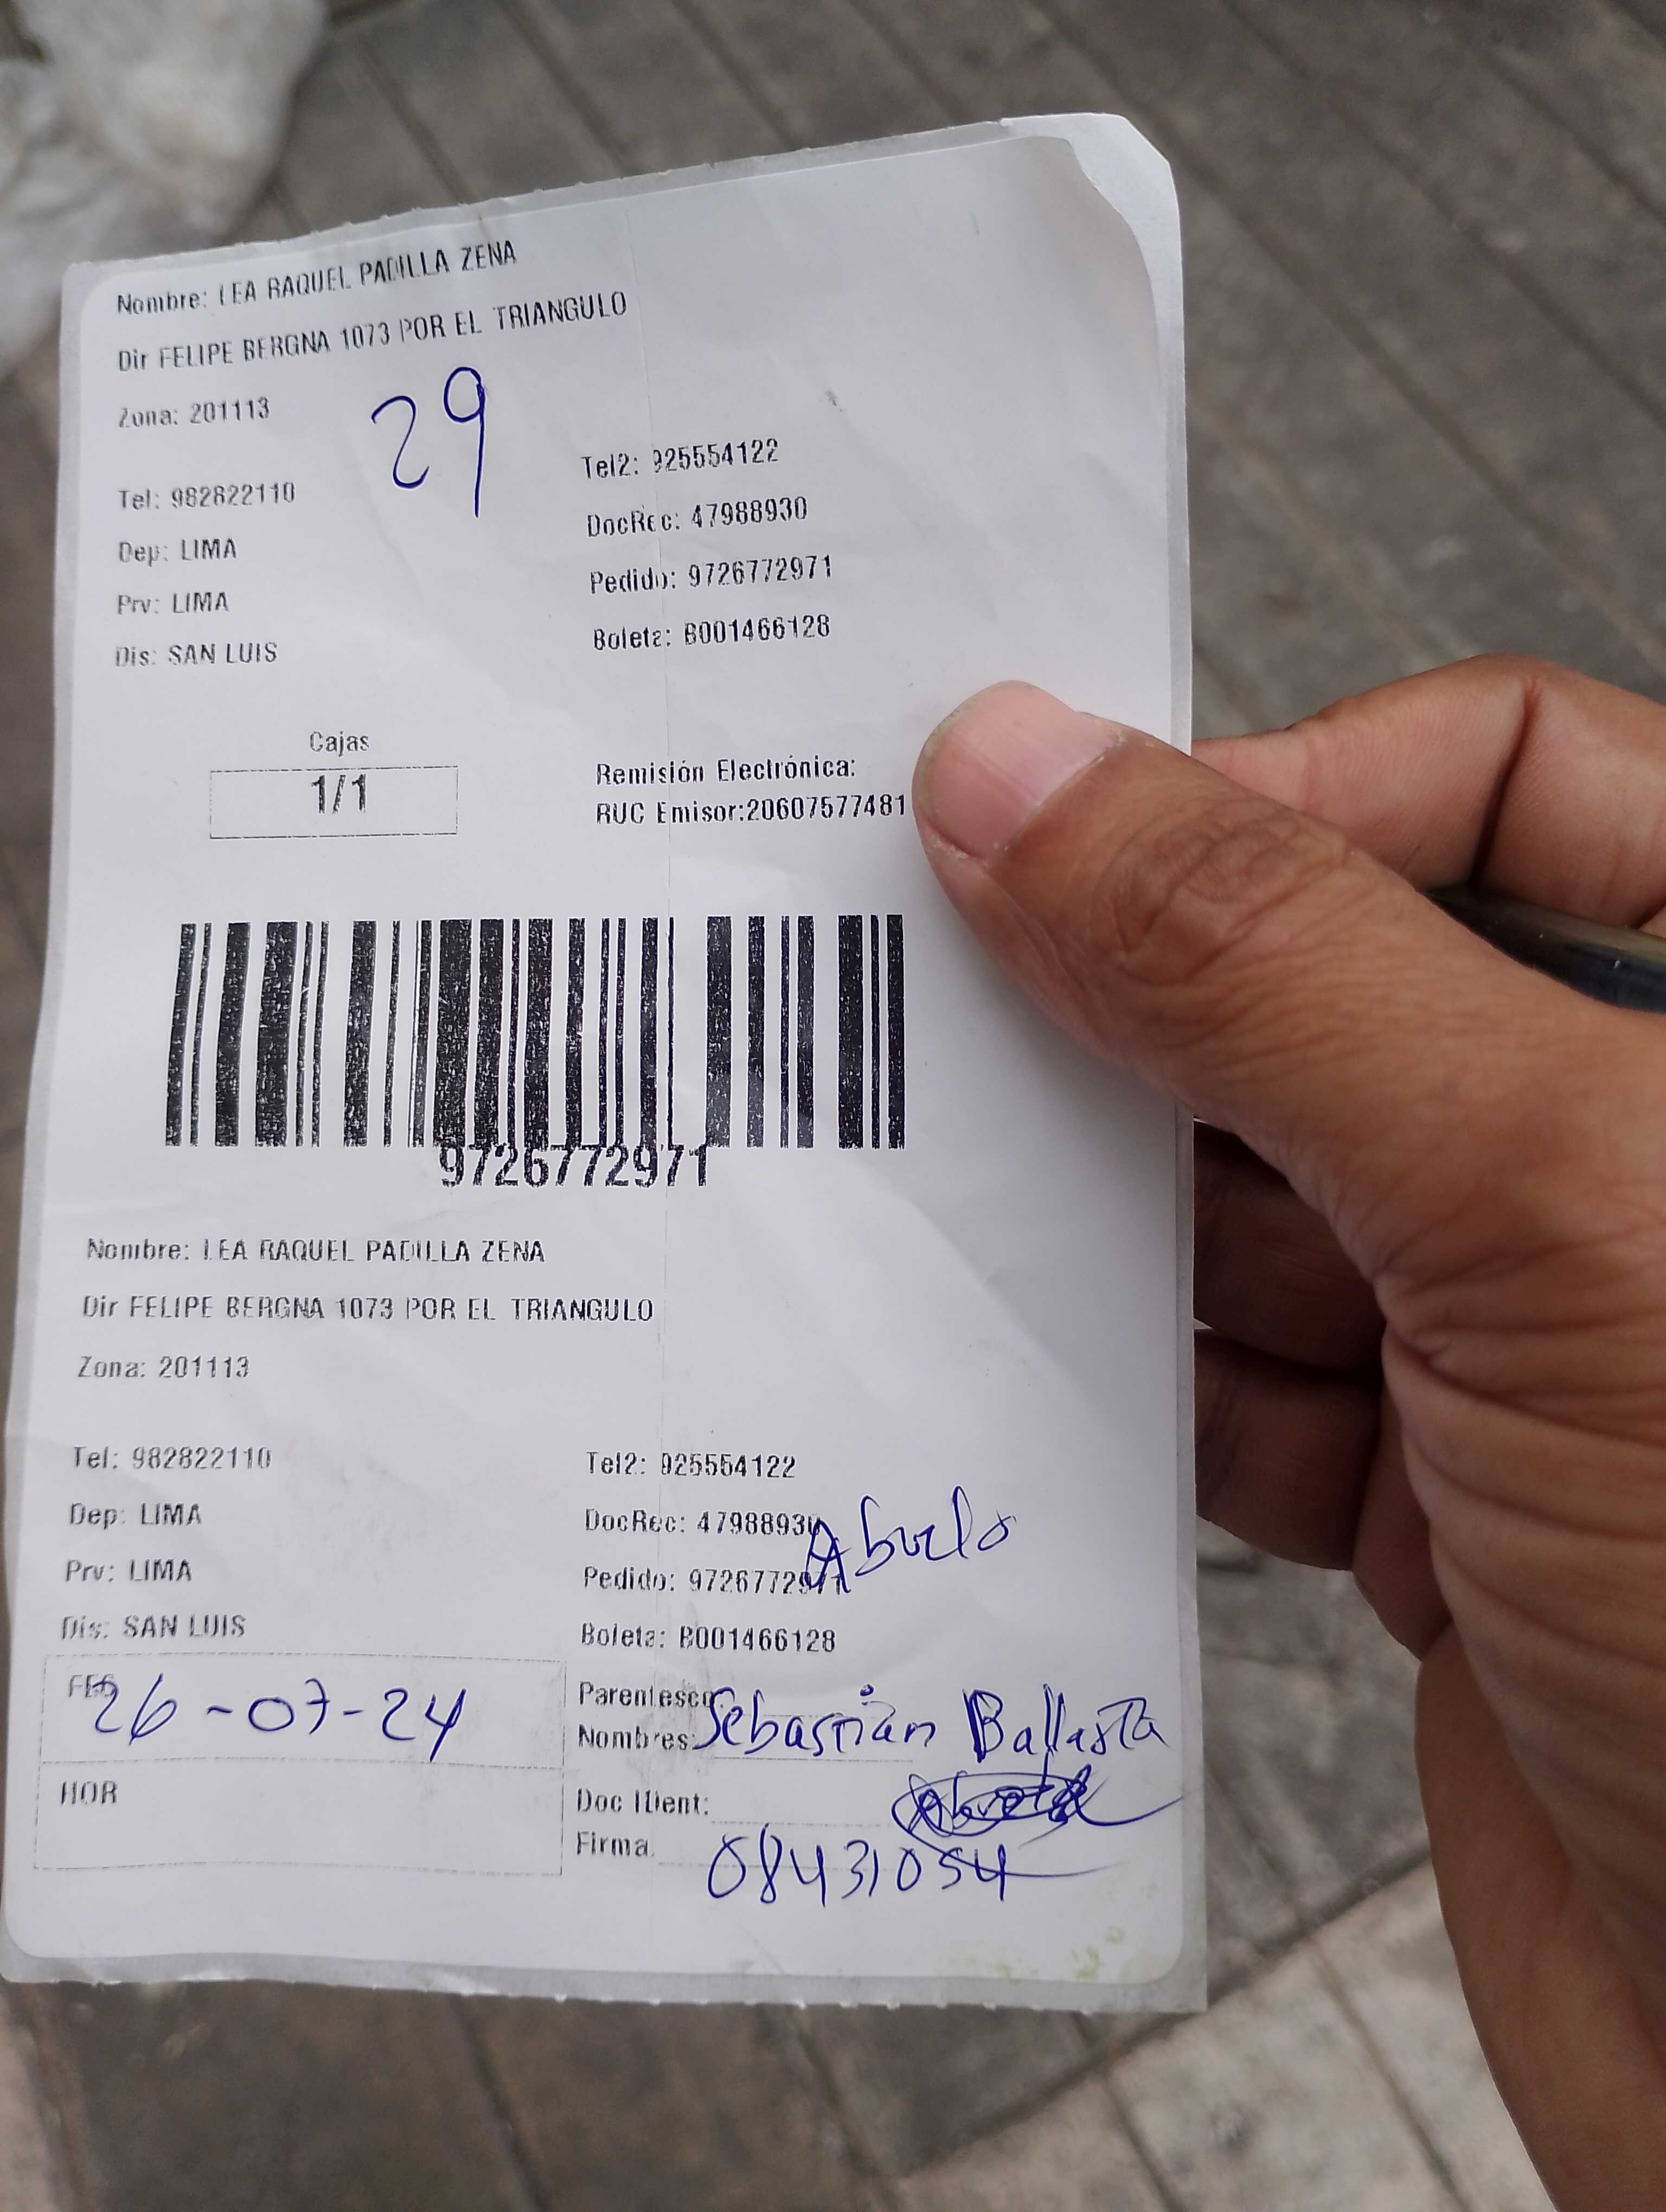 Nombre: LEA RAQUEL PADILLA ZENA
Dir FELIPE BERGNA 1073 POR EL TRIANGULO
Zona: 201113
29
Tel: 982822110 Tel2: 925554122
Dep: LIMA DocRec: 47988930
Prv: LIMA Pedido: 9726772971
Dis: SAN LUIS Boleta: B001466128
Cajas
1/1
Remisión Electrónica:
RUC Emisor:20607577481
9726772971
Nombre: LEA RAQUEL PADILLA ZENA
Dir FELIPE BERGNA 1073 POR EL TRIANGULO
Zona: 201113
Tel: 982822110 Tel2: 925554122
Dep: LIMA DocRec: 47988930
Abuelo
Prv: LIMA Pedido: 9726772971
Dis: SAN LUIS Boleta: B001466128
FEC 26-07-24
Parentesco:
Nombres: Sebastián Ballasta
HOR
Doc IDent:
Firma: 08431054